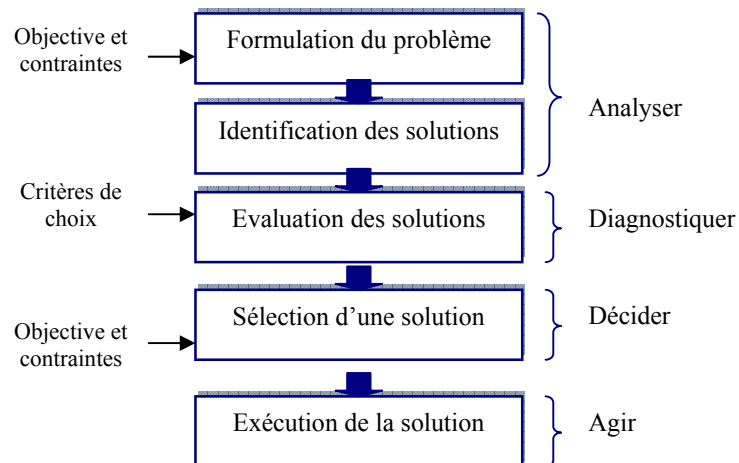 Objective et
contraintes
Formulation du problème
Analyser
Identification des solutions
Critères de
choix
Evaluation des solutions
Diagnostiquer
Objective et
contraintes
Sélection d’une solution
Décider
Exécution de la solution
Agir